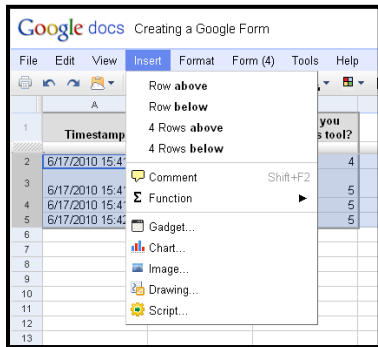 Google docs Creating a Google Form
File Edit View Insert Format Form (4) Tools Help
Row above
Row below
4 Rows above
4 Rows below
Comment Shift+F2
Σ Function
Gadget...
Chart...
Image...
Drawing...
Script...
A
1 Timestamp you
tool?
2 6/17/2010 15:41 4
3 6/17/2010 15:41 5
4 6/17/2010 15:41 5
5 6/17/2010 15:42 5
6
7
8
9
10
11
12
13